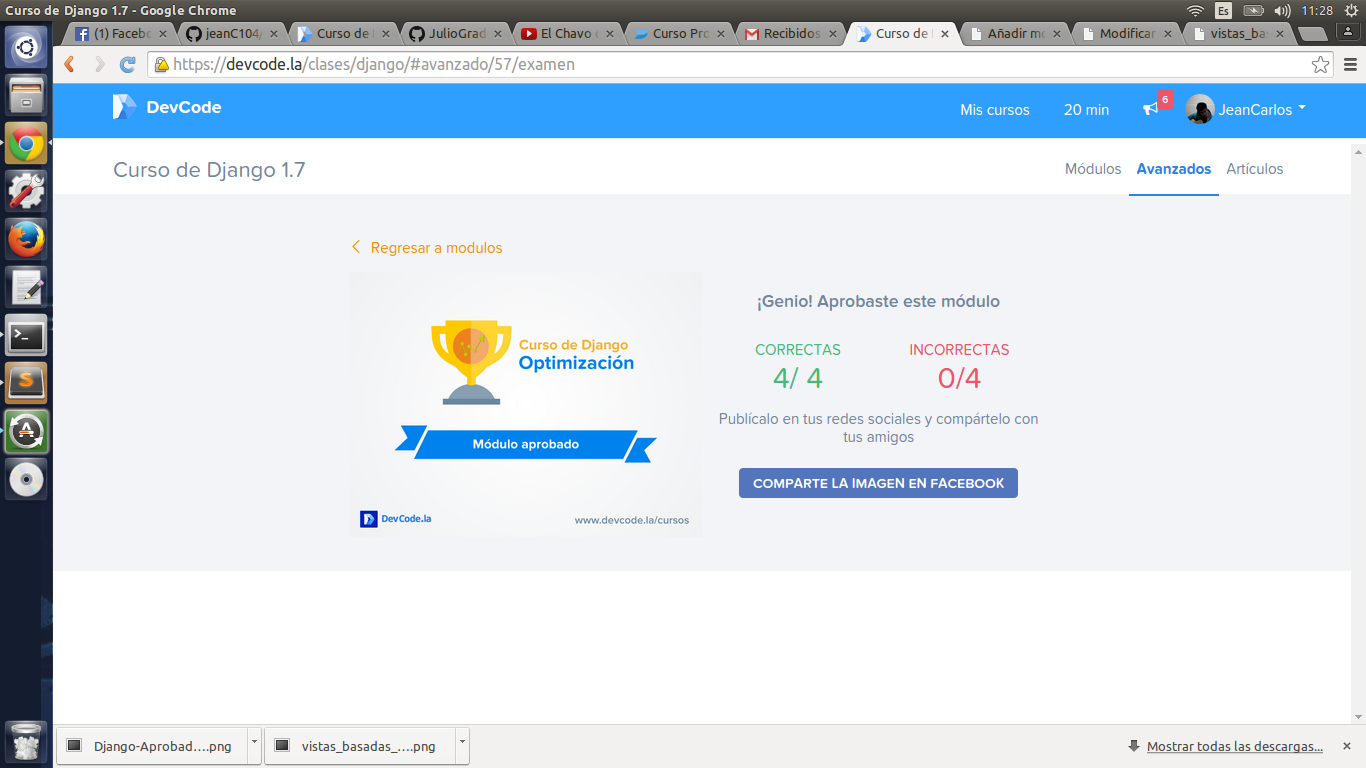 Curso de Django 1.7 - Google Chrome
Es
11:28
(1) Facebo
jeanC104/
Curso de
JulioGrad
El Chavo
Curso Pro
Recibidos
Curso de
Añadir mo
Modificar
vistas_bas
https://devcode.la/clases/django/#avanzado/57/examen
DevCode
Mis cursos
20 min
6
JeanCarlos
Curso de Django 1.7
Módulos
Avanzados
Artículos
Regresar a modulos
Curso de Django
Optimización
Módulo aprobado
DevCode.la
www.devcode.la/cursos
¡Genio! Aprobaste este módulo
CORRECTAS
INCORRECTAS
4/ 4
0/4
Publícalo en tus redes sociales y compártelo con
tus amigos
COMPARTE LA IMAGEN EN FACEBOOK
Django-Aprobad....png
vistas_basadas_....png
Mostrar todas las descargas...